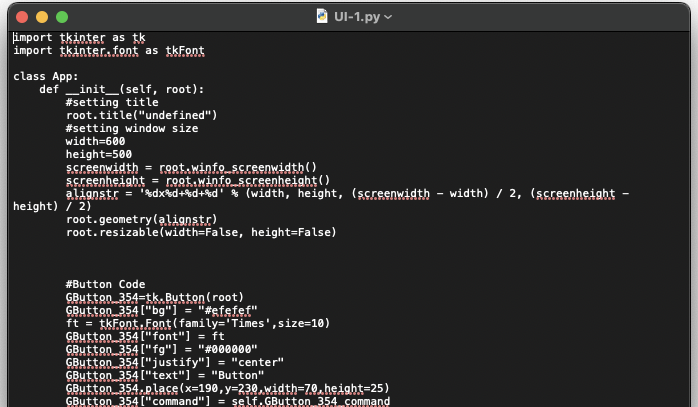 UI-1.py
import tkinter as tk
import tkinter.font as tkFont
class App:
    def __init__(self, root):
        #setting title
        root.title("undefined")
        #setting window size
        width=600
        height=500
        screenwidth = root.winfo_screenwidth()
        screenheight = root.winfo_screenheight()
        alignstr = '%dx%d+%d+%d' % (width, height, (screenwidth - width) / 2, (screenheight -
height) / 2)
        root.geometry(alignstr)
        root.resizable(width=False, height=False)
        #Button Code
        GButton_354=tk.Button(root)
        GButton_354["bg"] = "#efefef"
        ft = tkFont.Font(family='Times',size=10)
        GButton_354["font"] = ft
        GButton_354["fg"] = "#000000"
        GButton_354["justify"] = "center"
        GButton_354["text"] = "Button"
        GButton_354.place(x=190,y=230,width=70,height=25)
        GButton_354["command"] = self.GButton_354_command